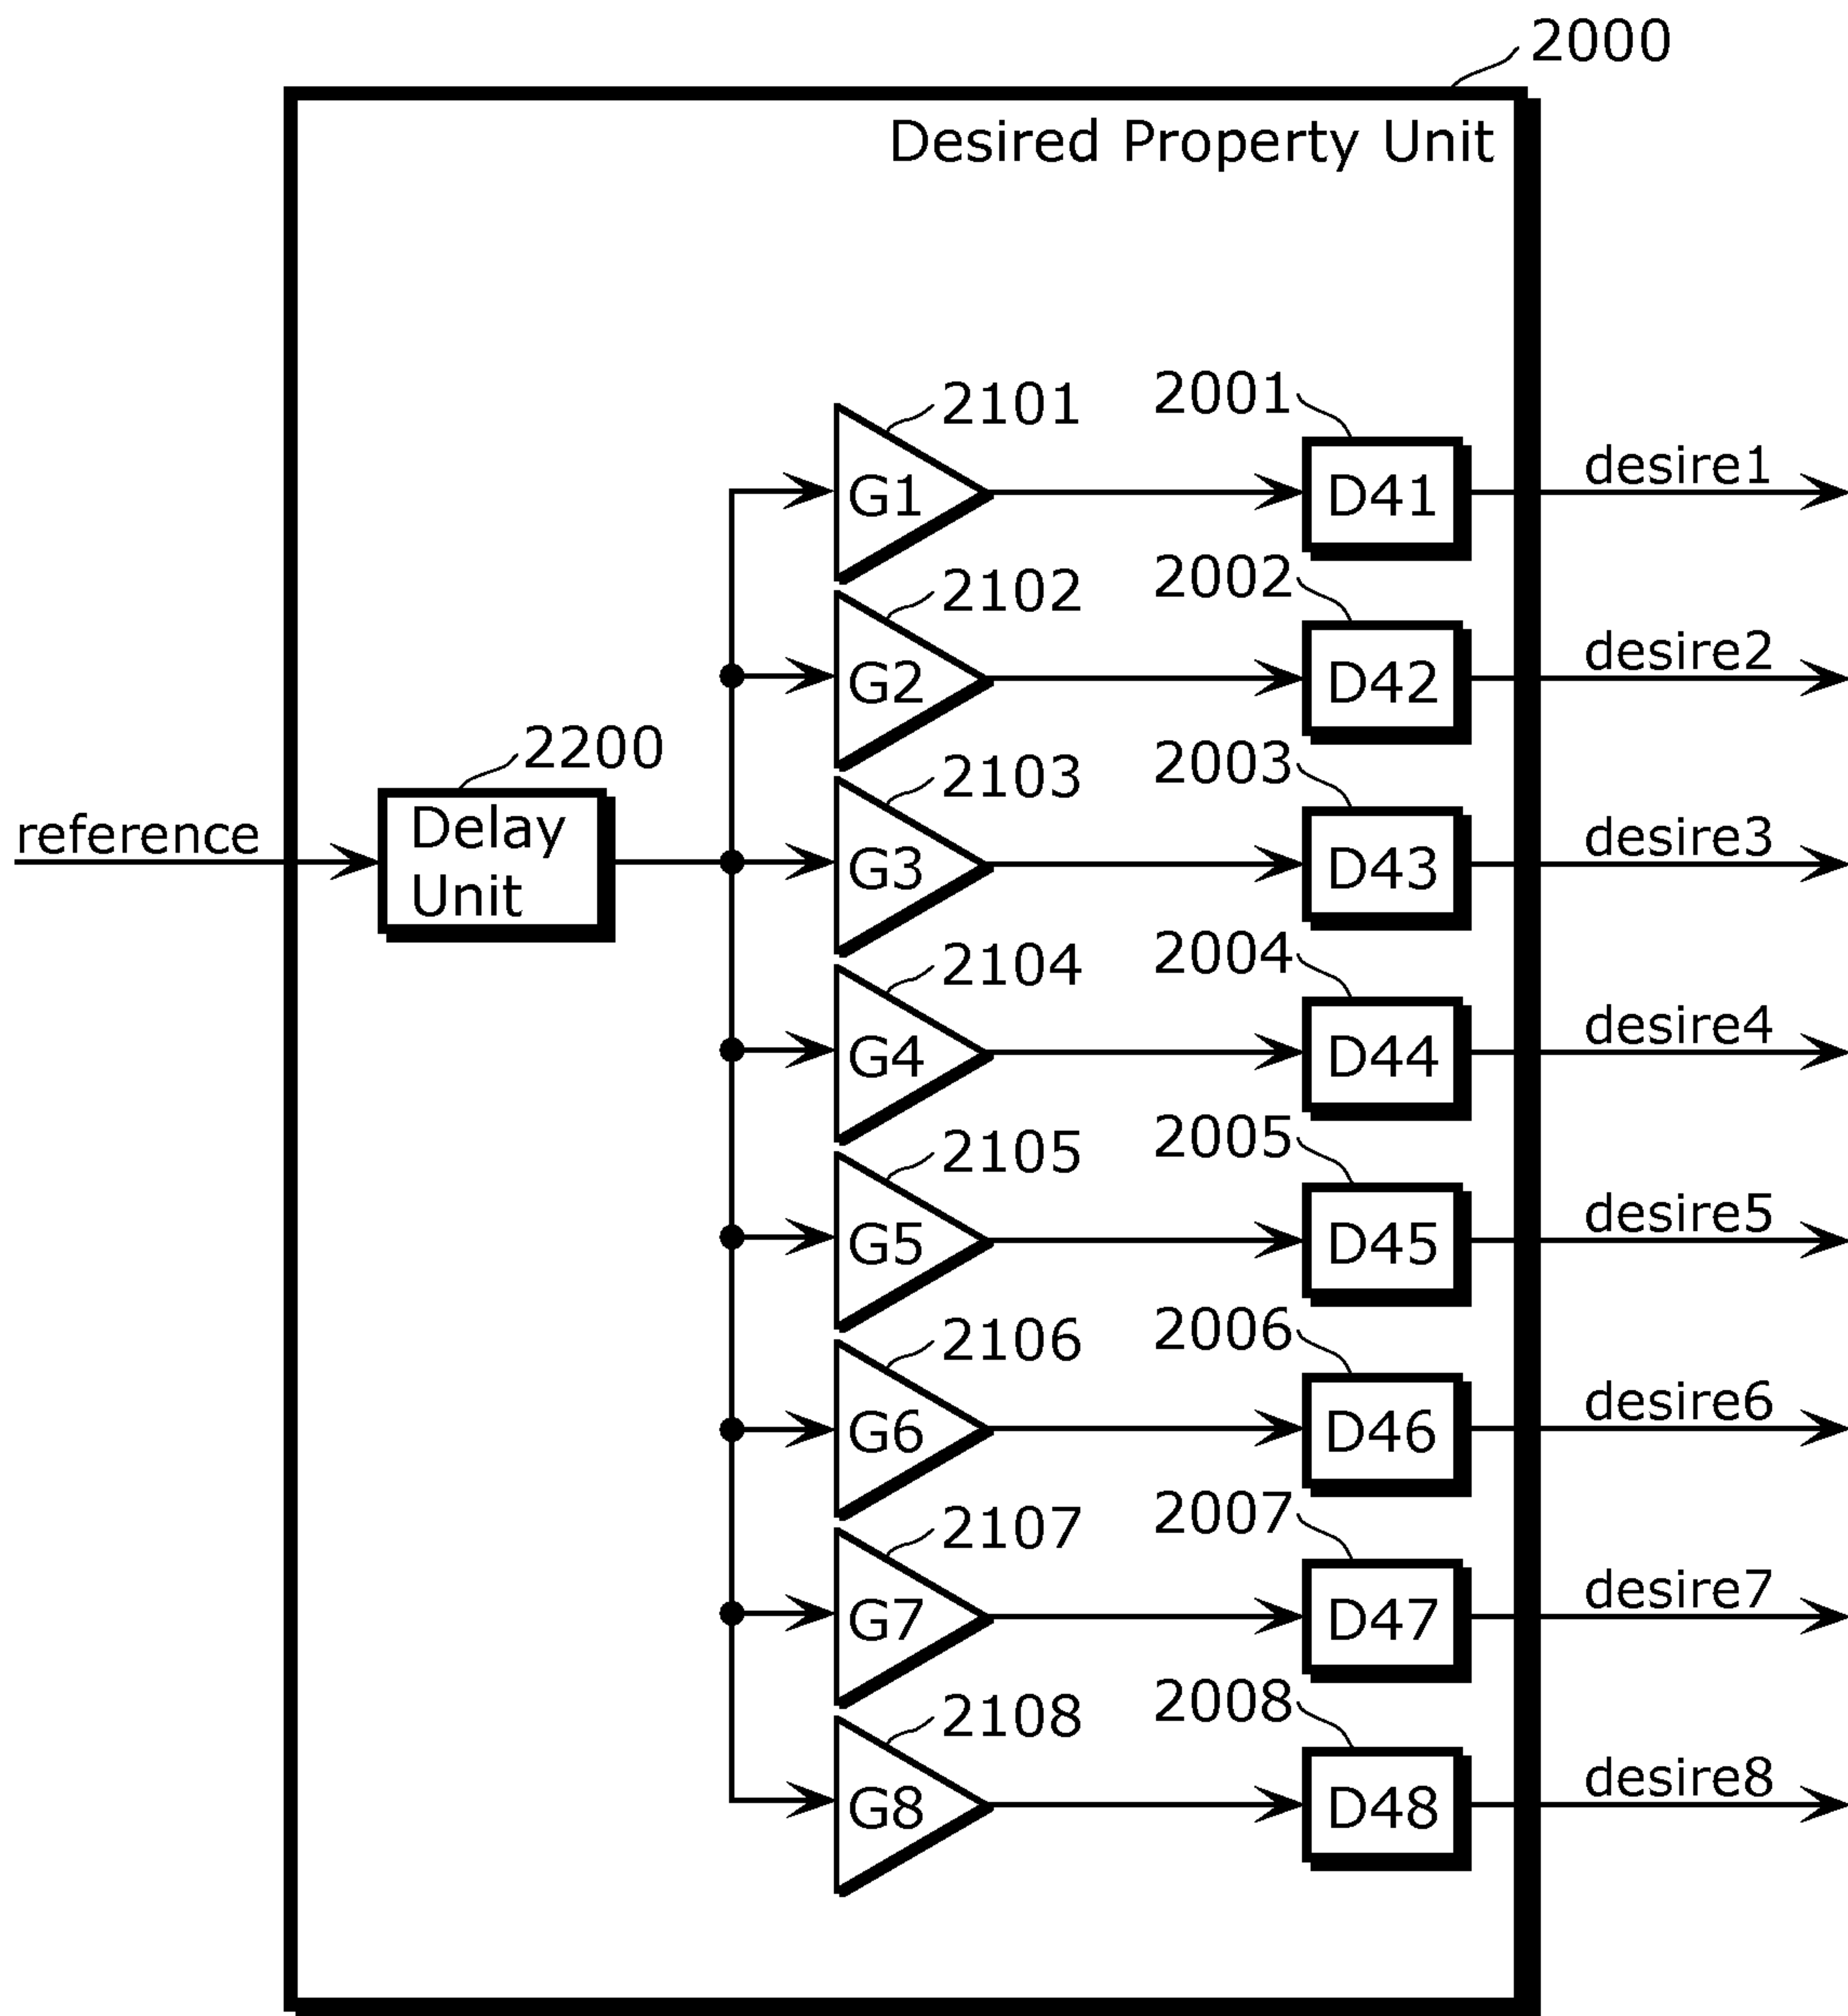 2000
Desired Property Unit
2101
2001
G1
D41
desire1
2102
2002
G2
D42
desire2
2200
2103
2003
reference
Delay
Unit
G3
D43
desire3
2104
2004
G4
D44
desire4
2105
2005
G5
D45
desire5
2106
2006
G6
D46
desire6
2107
2007
G7
D47
desire7
2108
2008
G8
D48
desire8